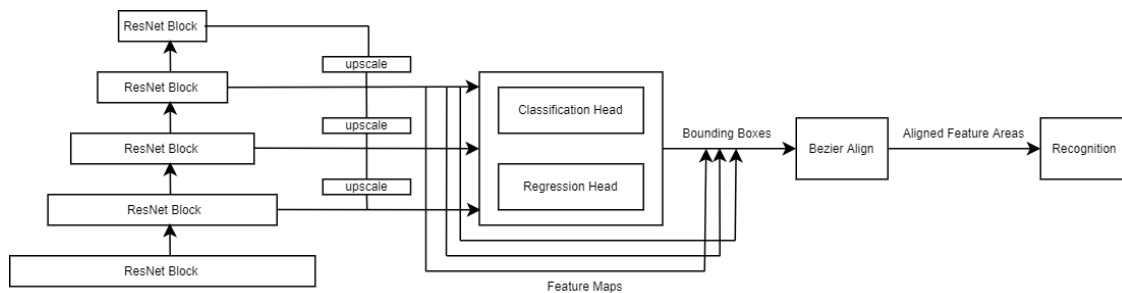 ResNet Block
upscale
ResNet Block
Classification Head
upscale
Bounding Boxes
Aligned Feature Areas
ResNet Block
Bezier Align
Recognition
upscale
Regression Head
ResNet Block
ResNet Block
Feature Maps